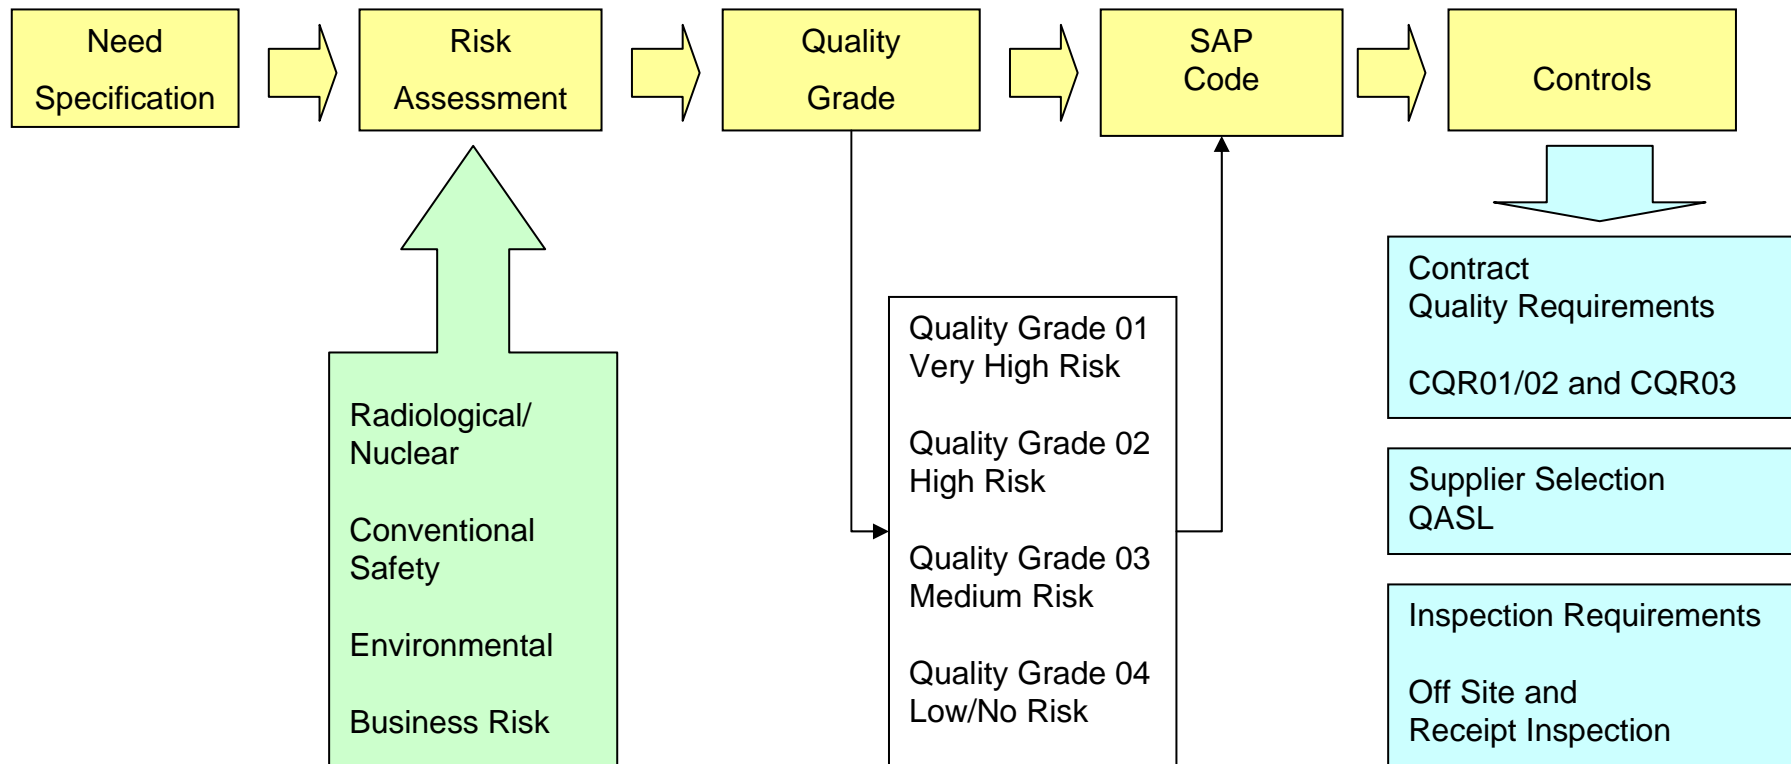 Need
Specification
Risk
Assessment
Quality
Grade
SAP
Code
Controls
Radiological/
Nuclear
Conventional
Safety
Environmental
Business Risk
Quality Grade 01
Very High Risk
Quality Grade 02
High Risk
Quality Grade 03
Medium Risk
Quality Grade 04
Low/No Risk
Contract
Quality Requirements
CQR01/02 and CQR03
Supplier Selection
QASL
Inspection Requirements
Off Site and
Receipt Inspection